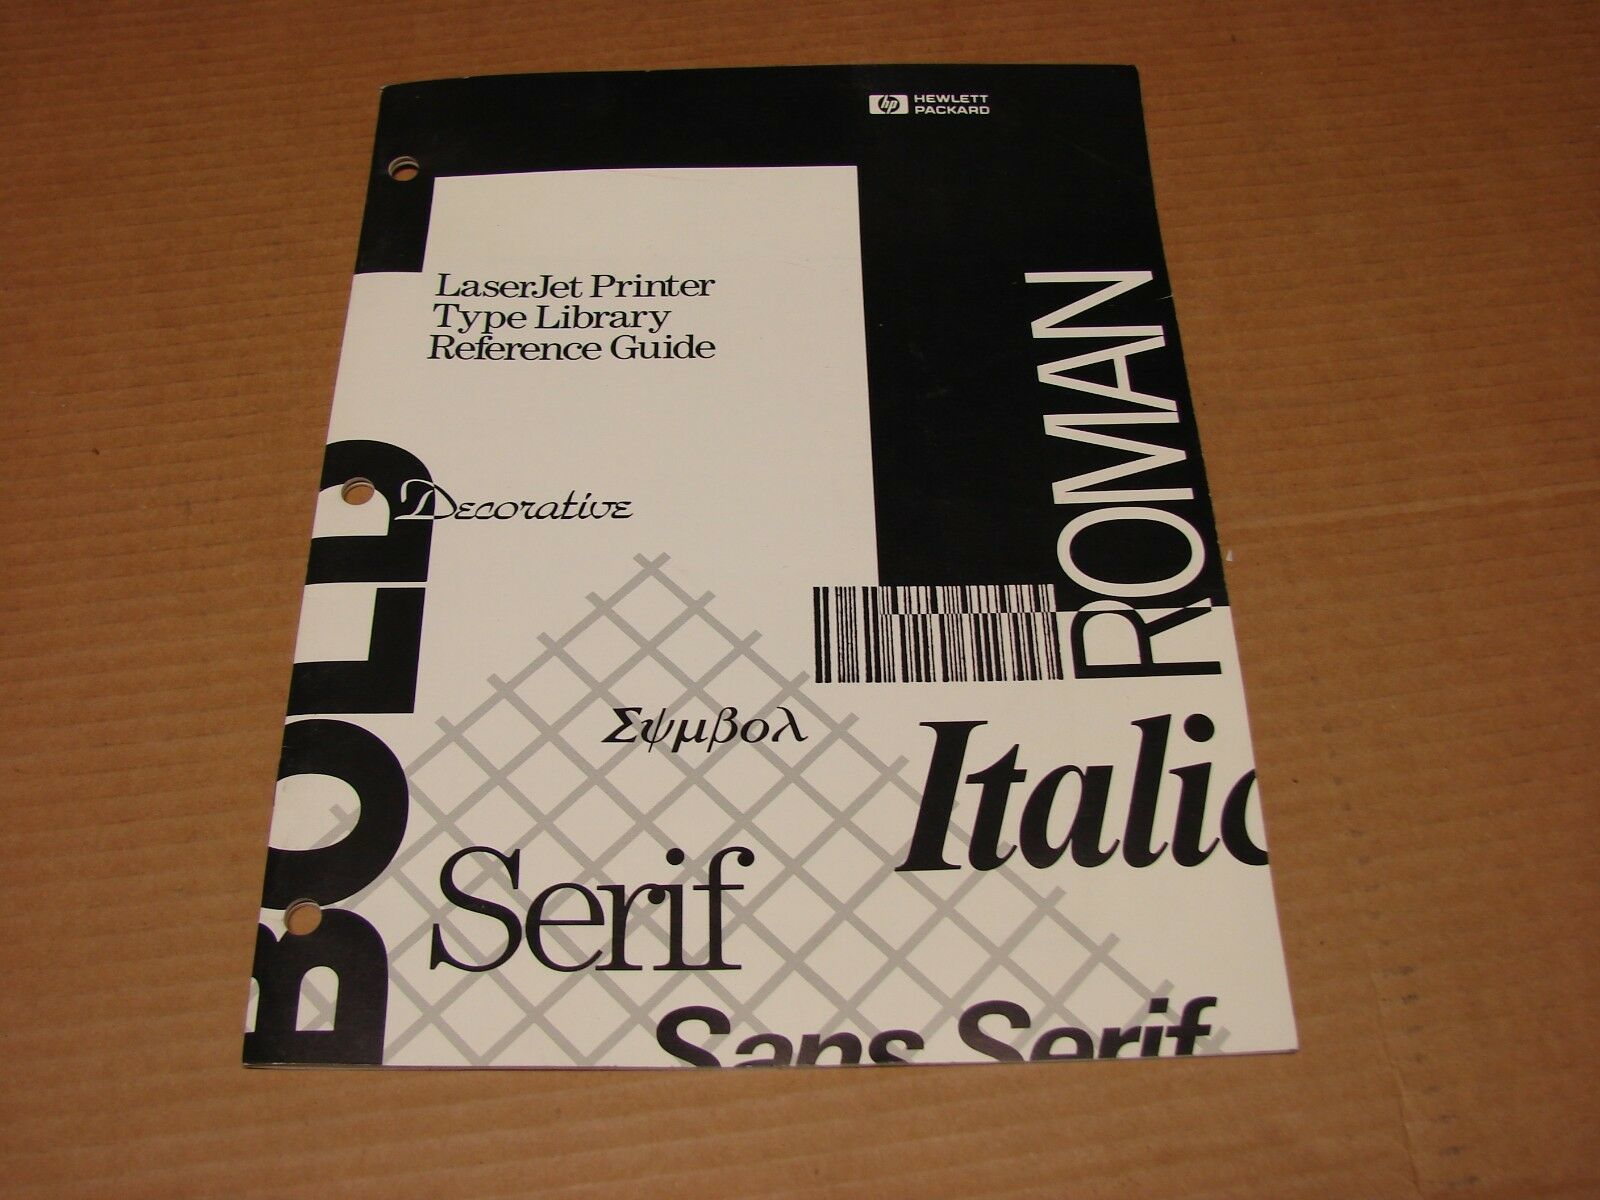 HEWLETT
PACKARD
LaserJet Printer
Type Library
Reference Guide
ROMAN
BOLD
Decorative
Σψμβολ
Italic
Serif
Sans Serif